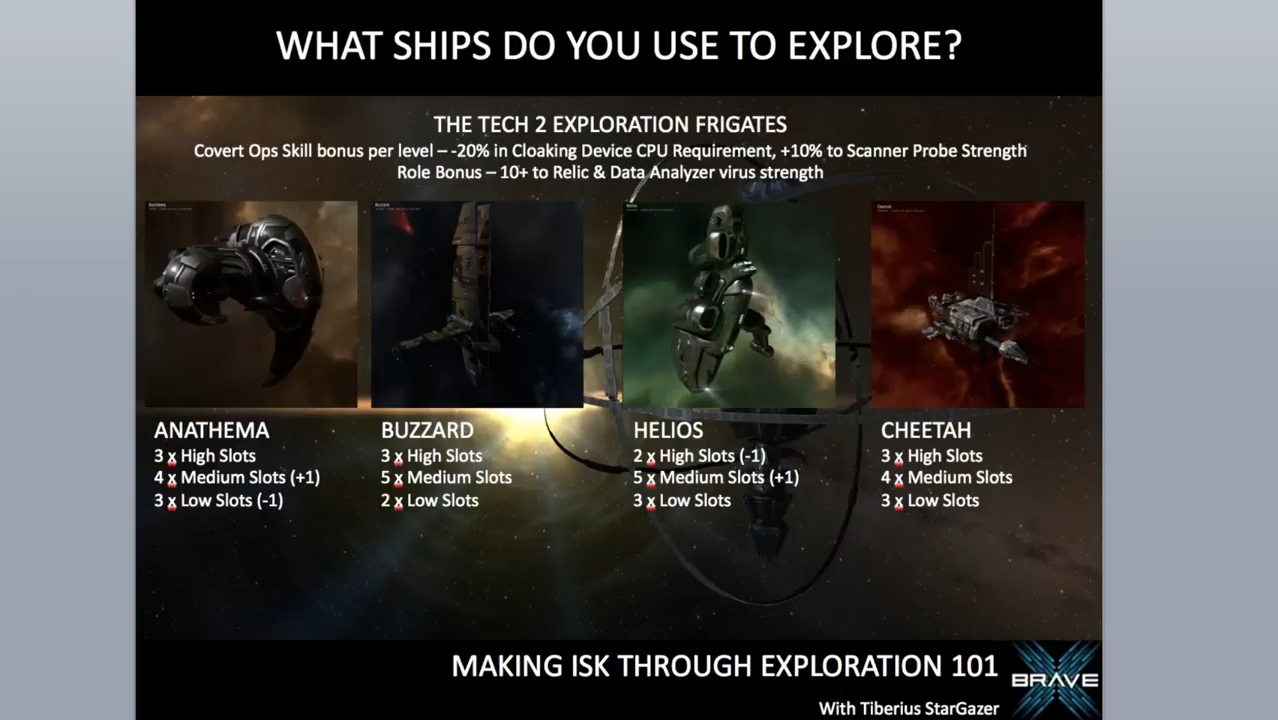 WHAT SHIPS DO YOU USE TO EXPLORE?
THE TECH 2 EXPLORATION FRIGATES
Covert Ops Skill bonus per level – -20% in Cloaking Device CPU Requirement, +10% to Scanner Probe Strength
Role Bonus – 10+ to Relic & Data Analyzer virus strength
ANATHEMA
3 x High Slots
4 x Medium Slots (+1)
3 x Low Slots (-1)
BUZZARD
3 x High Slots
5 x Medium Slots
2 x Low Slots
HELIOS
2 x High Slots (-1)
5 x Medium Slots (+1)
3 x Low Slots
CHEETAH
3 x High Slots
4 x Medium Slots
3 x Low Slots
MAKING ISK THROUGH EXPLORATION 101
BRAVE
With Tiberius StarGazer